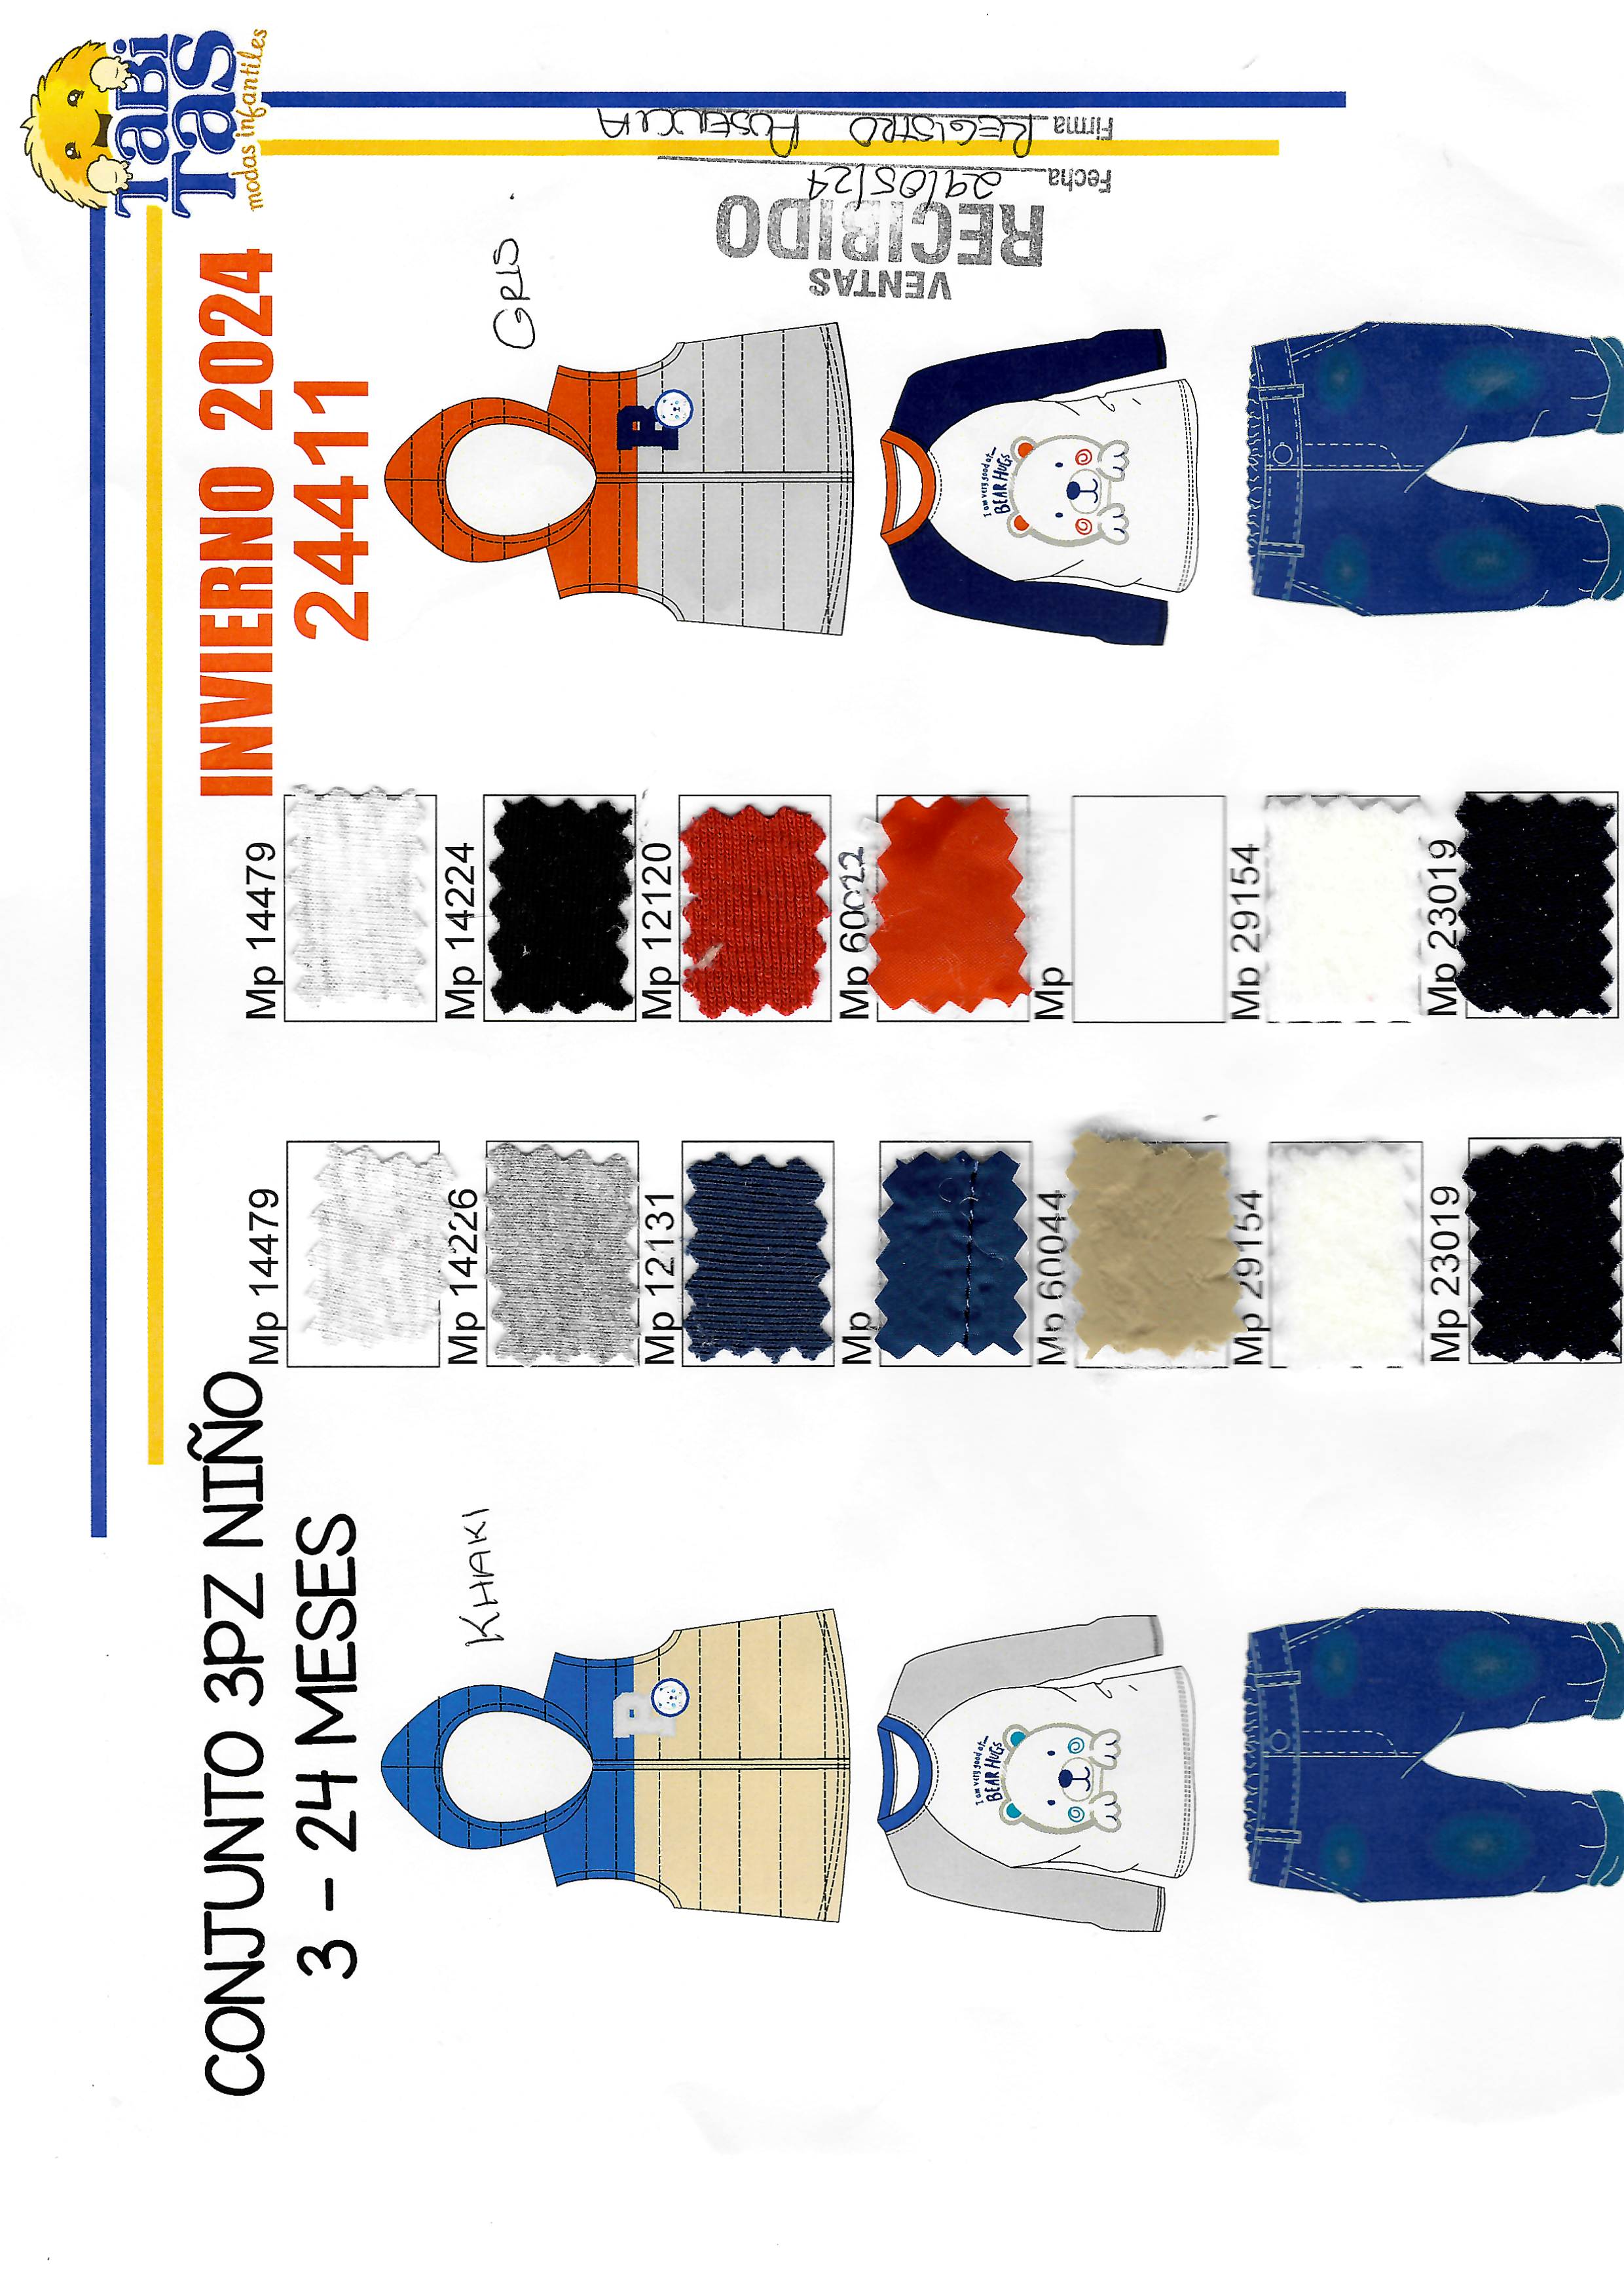 TaBi
Tas
modas infantiles
CONJUNTO 3PZ NIÑO
3 - 24 MESES
INVIERNO 2024
24411
KHAKI
GRIS
Mp 14479
Mp 14226
Mp 12131
Mp
Mp 60044
Mp 29154
Mp 23019
Mp 14479
Mp 14224
Mp 12120
Mp 60022
Mp
Mp 29154
Mp 23019
B
I am very good at...
BEAR HUGS
B
I am very good at...
BEAR HUGS
VENTAS
RECIBIDO
Fecha 29/05/24
Firma REGISTRO AUSENCIA